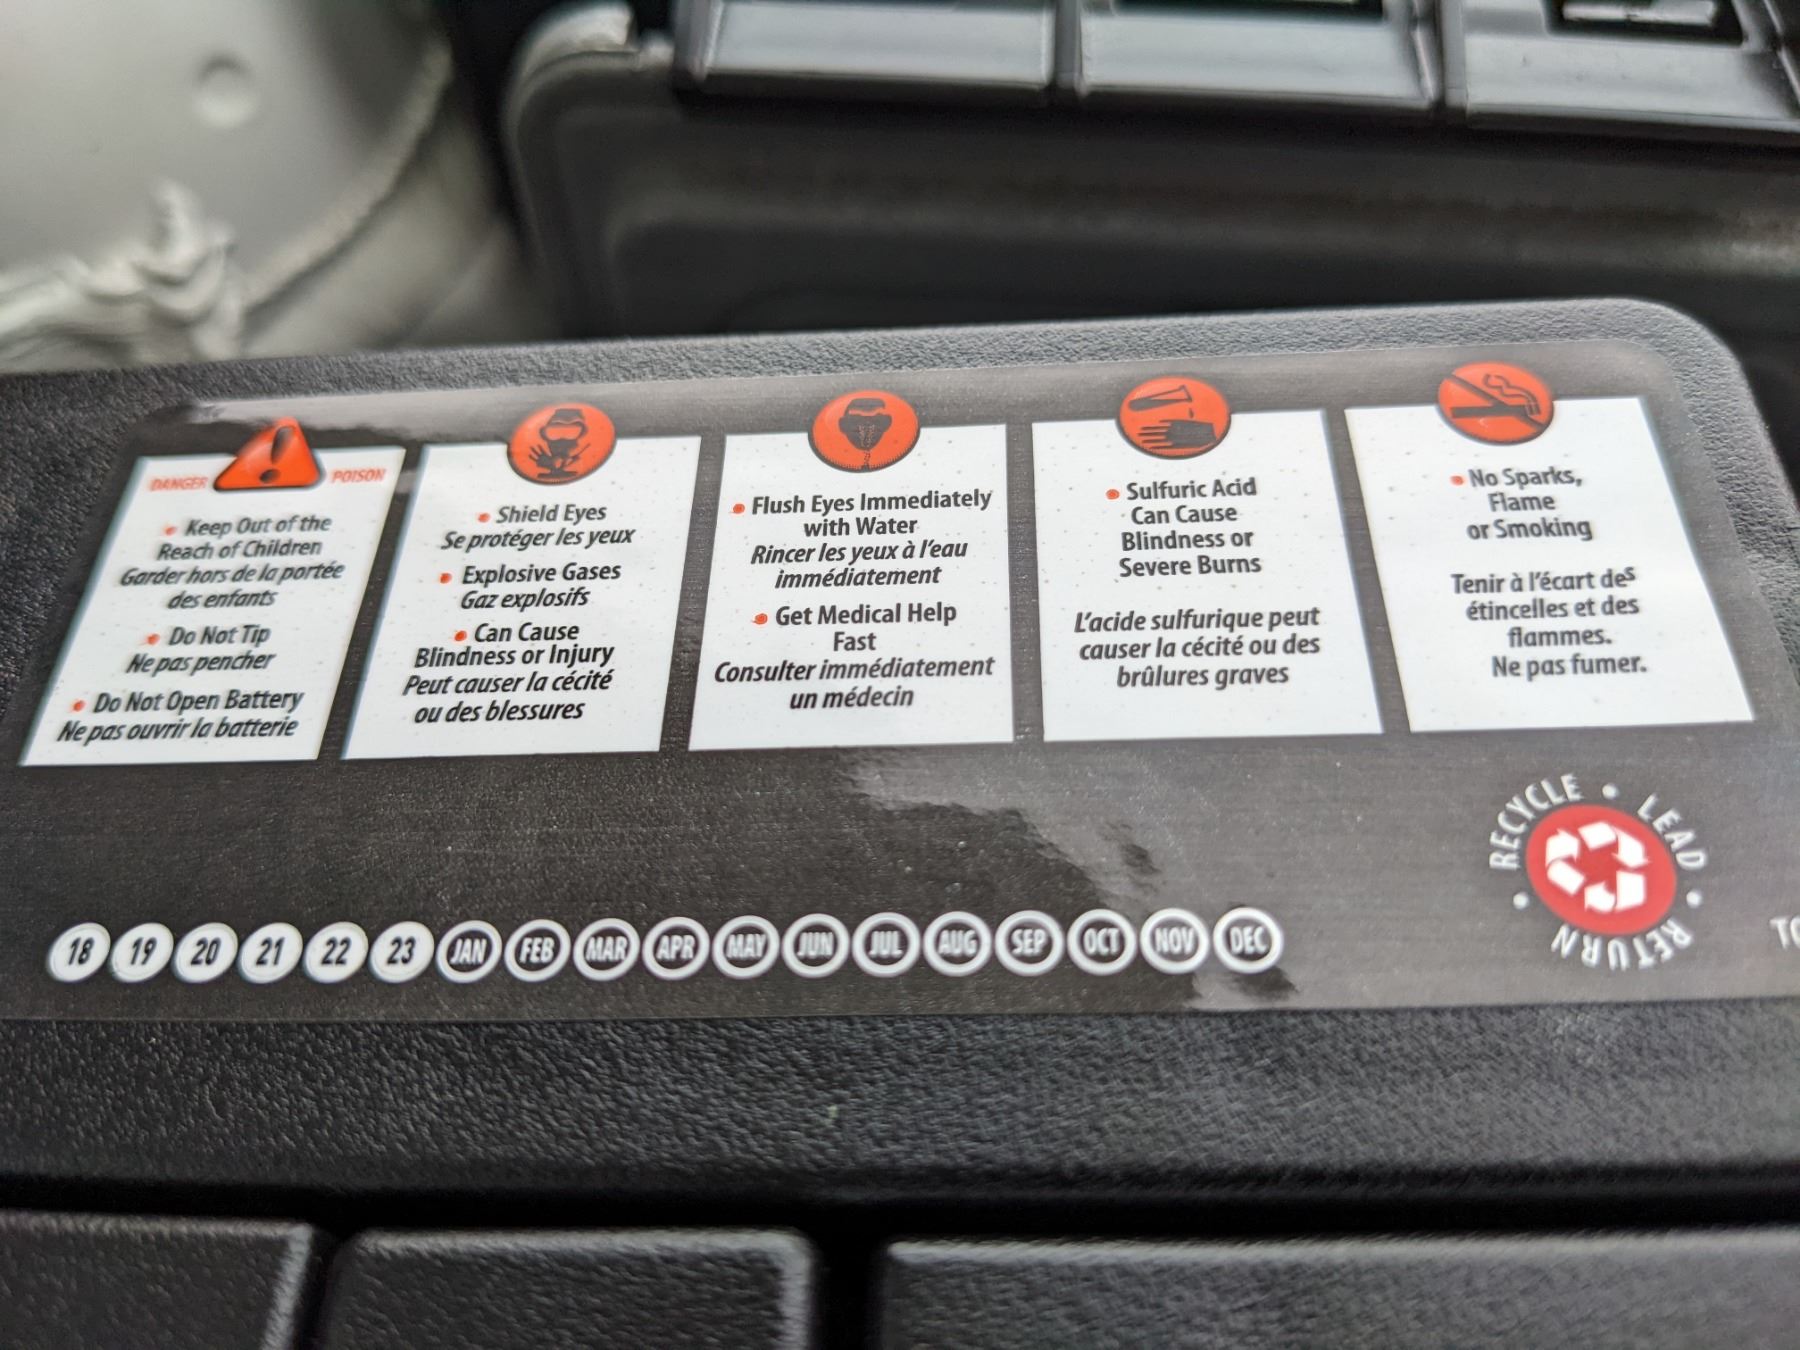 DANGER POISON
• Keep Out of the
Reach of Children
Garder hors de la portée
des enfants
• Do Not Tip
Ne pas pencher
• Do Not Open Battery
Ne pas ouvrir la batterie
• Shield Eyes
Se protéger les yeux
• Explosive Gases
Gaz explosifs
• Can Cause
Blindness or Injury
Peut causer la cécité
ou des blessures
• Flush Eyes Immediately
with Water
Rincer les yeux à l'eau
immédiatement
• Get Medical Help
Fast
Consulter immédiatement
un médecin
• Sulfuric Acid
Can Cause
Blindness or
Severe Burns
L'acide sulfurique peut
causer la cécité ou des
brûlures graves
• No Sparks,
Flame
or Smoking
Tenir à l'écart des
étincelles et des
flammes.
Ne pas fumer.
RECYCLE • LEAD • RETURN •
18 19 20 21 22 23 JAN FEB MAR APR MAY JUN JUL AUG SEP OCT NOV DEC